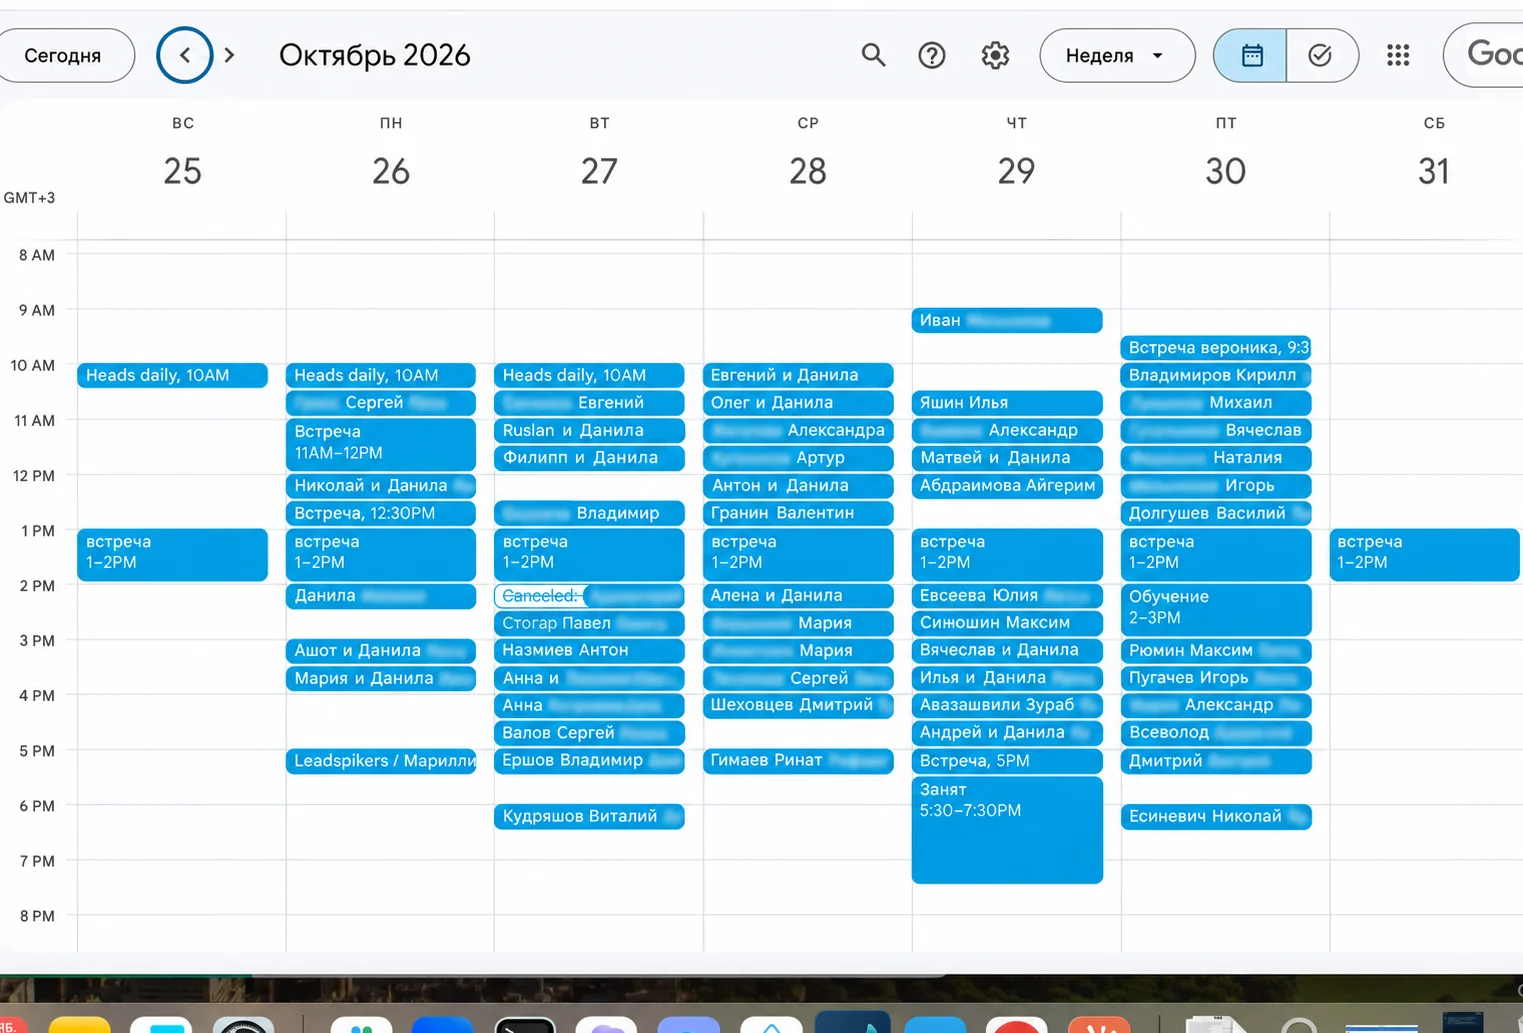 Сегодня
Октябрь 2026
Неделя
ВС
ПН
ВТ
СР
ЧТ
ПТ
СБ
25
26
27
28
29
30
31
GMT+3
8 AM
9 AM
10 AM
11 AM
12 PM
1 PM
2 PM
3 PM
4 PM
5 PM
6 PM
7 PM
8 PM
Heads daily, 10AM
встреча
1–2PM
Heads daily, 10AM
Сергей
Встреча
11AM–12PM
Николай и Данила
Встреча, 12:30PM
встреча
1–2PM
Данила
Ашот и Данила
Мария и Данила
Leadspikers / Марилли
Heads daily, 10AM
Евгений
Ruslan и Данила
Филипп и Данила
Владимир
встреча
1–2PM
Canceled:
Стогар Павел
Назмиев Антон
Анна и
Анна
Валов Сергей
Ершов Владимир
Кудряшов Виталий
Евгений и Данила
Олег и Данила
Александра
Артур
Антон и Данила
Гранин Валентин
встреча
1–2PM
Алена и Данила
Мария
Мария
Сергей
Шеховцев Дмитрий
Гимаев Ринат
Иван
Яшин Илья
Александр
Матвей и Данила
Абдраимова Айгерим
встреча
1–2PM
Евсеева Юлия
Синюшин Максим
Вячеслав и Данила
Илья и Данила
Авазашвили Зураб
Андрей и Данила
Встреча, 5PM
Занят
5:30–7:30PM
Встреча вероника, 9:3
Владимиров Кирилл
Михаил
Вячеслав
Наталия
Игорь
Долгушев Василий
встреча
1–2PM
Обучение
2–3PM
Рюмин Максим
Пугачев Игорь
Александр
Всеволод
Дмитрий
Есиневич Николай
встреча
1–2PM